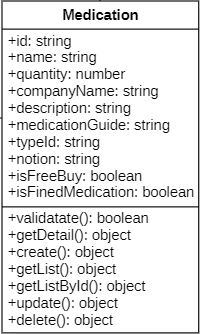 Medication
+id: string
+name: string
+quantity: number
+companyName: string
+description: string
+medicationGuide: string
+typeId: string
+notion: string
+isFreeBuy: boolean
+isFinedMedication: boolean
+validatate(): boolean
+getDetail(): object
+create(): object
+getList(): object
+getListById(): object
+update(): object
+delete(): object